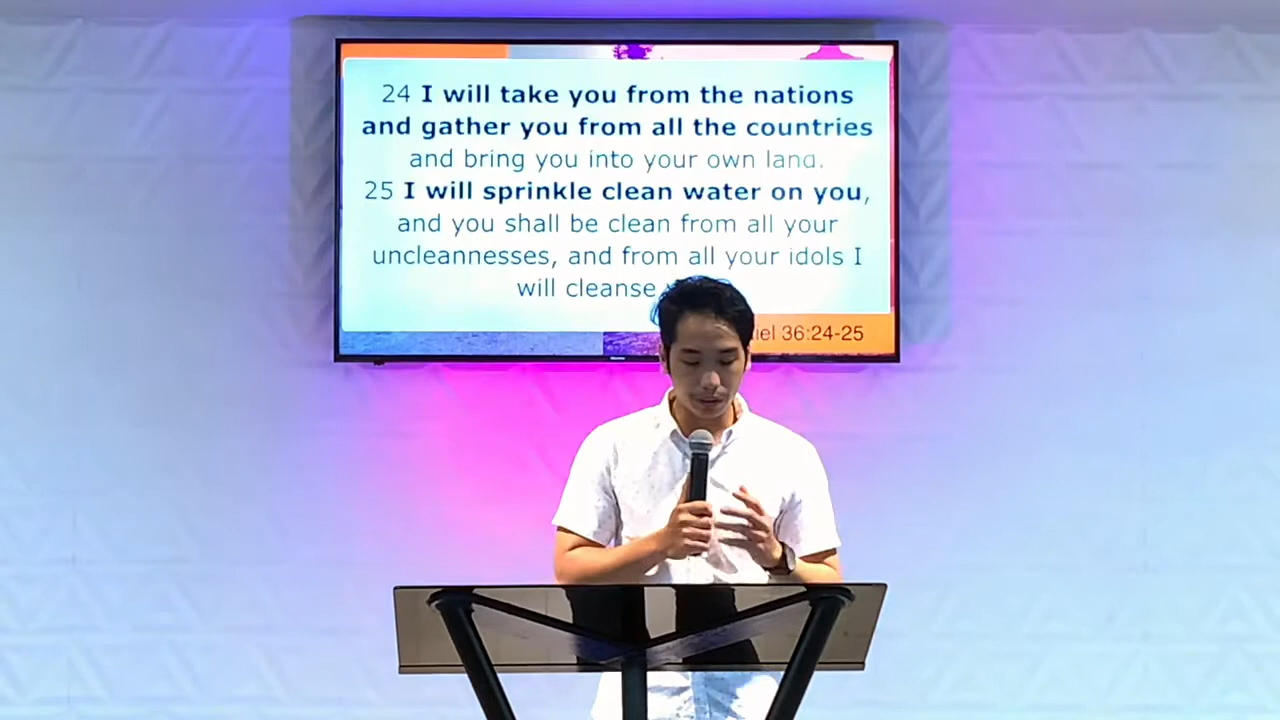 24 I will take you from the nations
and gather you from all the countries
and bring you into your own land.
25 I will sprinkle clean water on you,
and you shall be clean from all your
uncleannesses, and from all your idols I
will cleanse
36:24-25